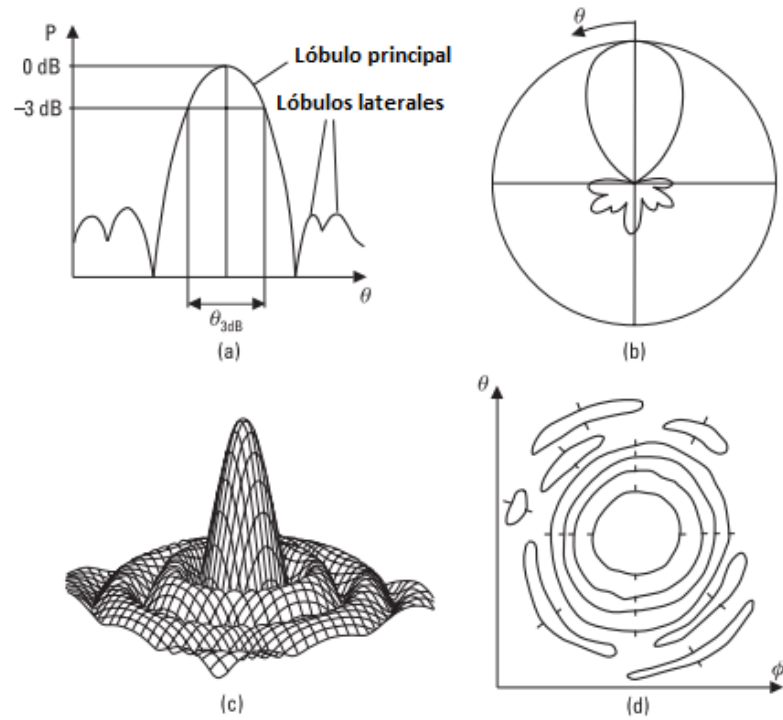 P
0 dB
−3 dB
Lóbulo principal
Lóbulos laterales
θ
θ3dB
(a)
θ
(b)
(c)
θ
ϕ
(d)